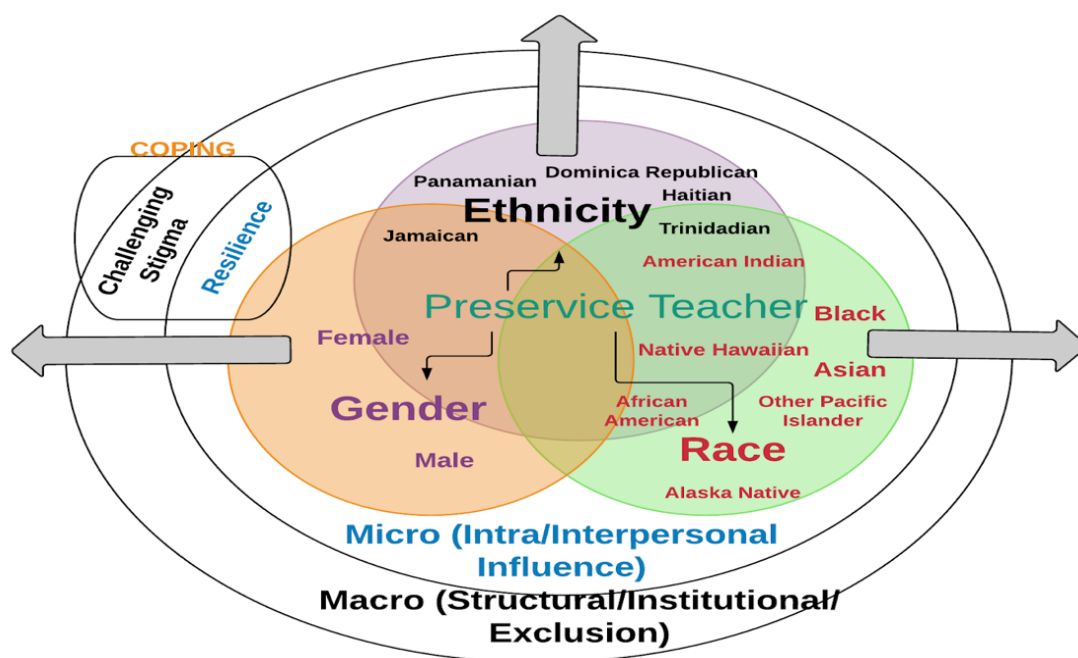 COPING
Challenging
Stigma
Resilience
Panamanian
Dominica Republican
Haitian
Ethnicity
Trinidadian
Jamaican
American Indian
Preservice Teacher
Black
Female
Native Hawaiian
Asian
Gender
African
American
Other Pacific
Islander
Race
Male
Alaska Native
Micro (Intra/Interpersonal
Influence)
Macro (Structural/Institutional/
Exclusion)